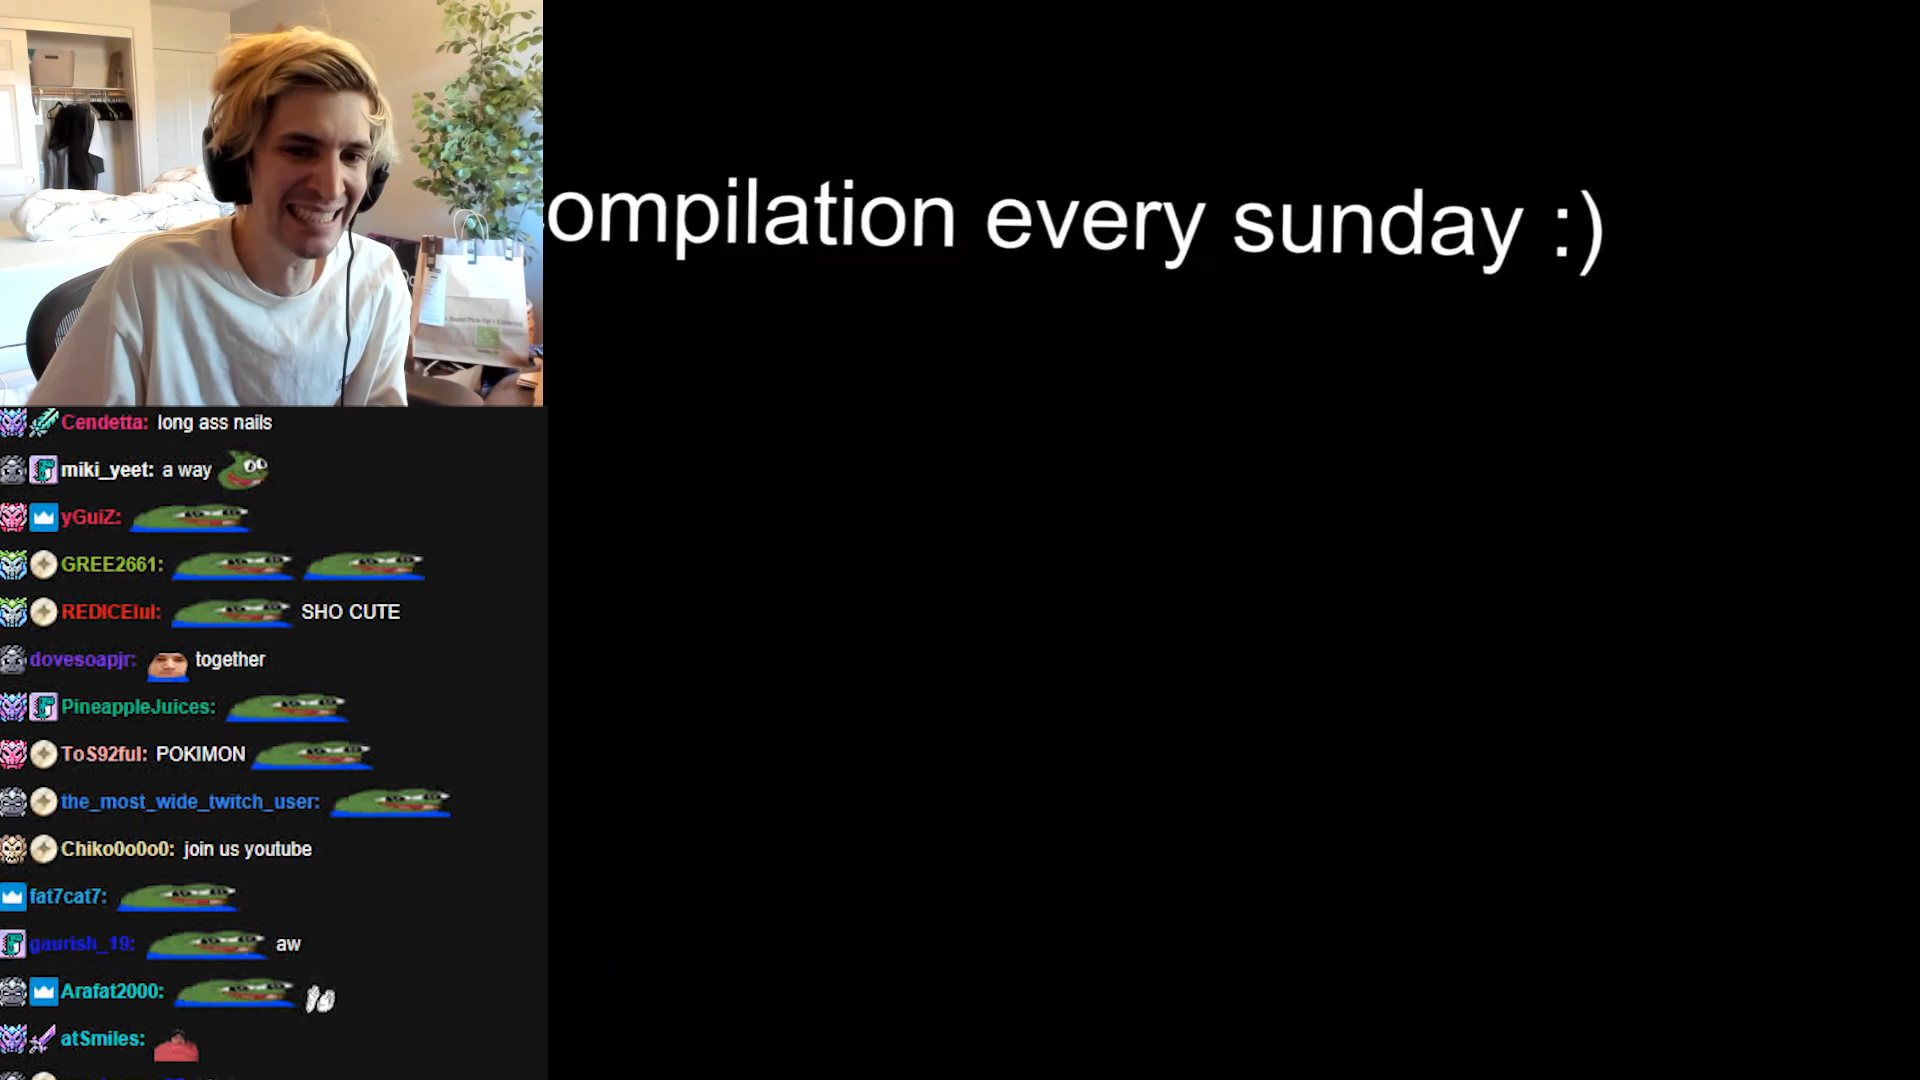 ompilation every sunday :)
Cendetta: long ass nails
miki_yeet: a way
yGuiZ:
GREE2661:
REDICElul: SHO CUTE
dovesoapjr: together
PineappleJuices:
ToS92ful: POKIMON
the_most_wide_twitch_user:
Chiko0o0o0: join us youtube
fat7cat7:
gaurish_19: aw
Arafat2000:
atSmiles: